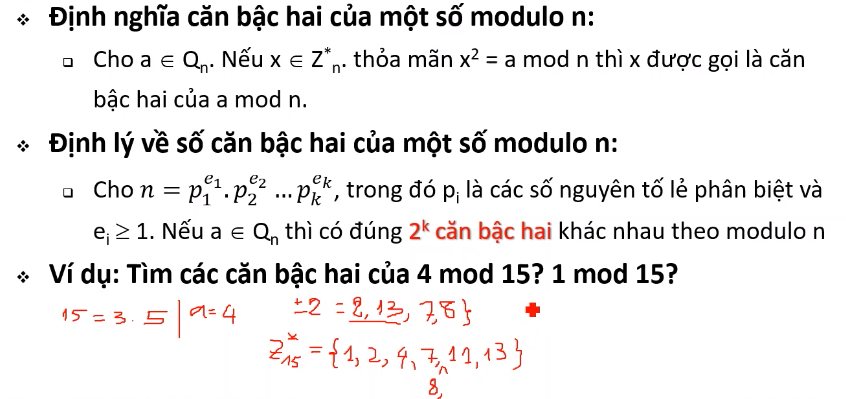 ❖ Định nghĩa căn bậc hai của một số modulo n:
❑ Cho a ∈ Qₙ. Nếu x ∈ Z*ₙ. thỏa mãn x² = a mod n thì x được gọi là căn
bậc hai của a mod n.
❖ Định lý về số căn bậc hai của một số modulo n:
❑ Cho n = p₁^e₁.p₂^e₂ …pₖ^eₖ, trong đó pᵢ là các số nguyên tố lẻ phân biệt và
eᵢ ≥ 1. Nếu a ∈ Qₙ thì có đúng 2ᵏ căn bậc hai khác nhau theo modulo n
❖ Ví dụ: Tìm các căn bậc hai của 4 mod 15? 1 mod 15?
15 = 3. 5 | a = 4 ±2 = 2, 13, 7, 8}
Z*₁₅ = {1, 2, 4, 7, 11, 13}
8,